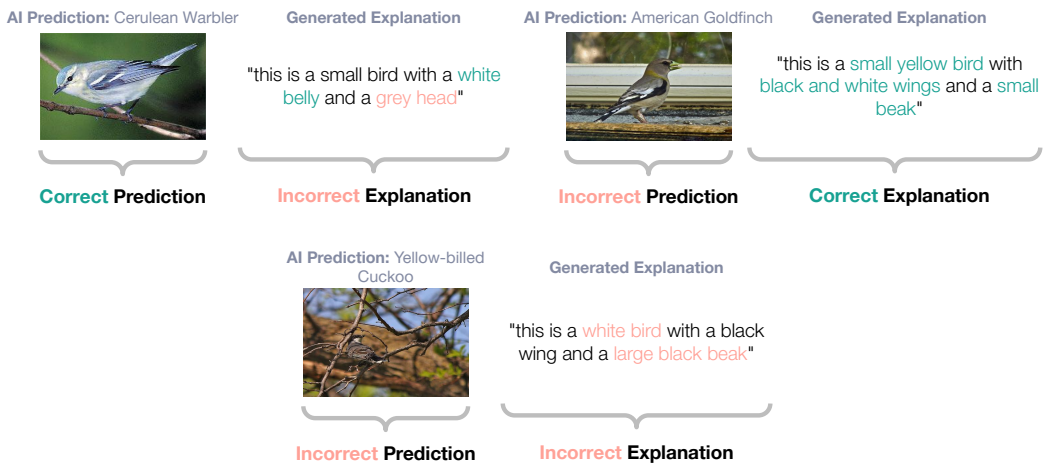 AI Prediction: Cerulean Warbler
Generated Explanation
"this is a small bird with a white
belly and a grey head"
Correct Prediction
Incorrect Explanation
AI Prediction: American Goldfinch
Generated Explanation
"this is a small yellow bird with
black and white wings and a small
beak"
Incorrect Prediction
Correct Explanation
AI Prediction: Yellow-billed
Cuckoo
Generated Explanation
"this is a white bird with a black
wing and a large black beak"
Incorrect Prediction
Incorrect Explanation